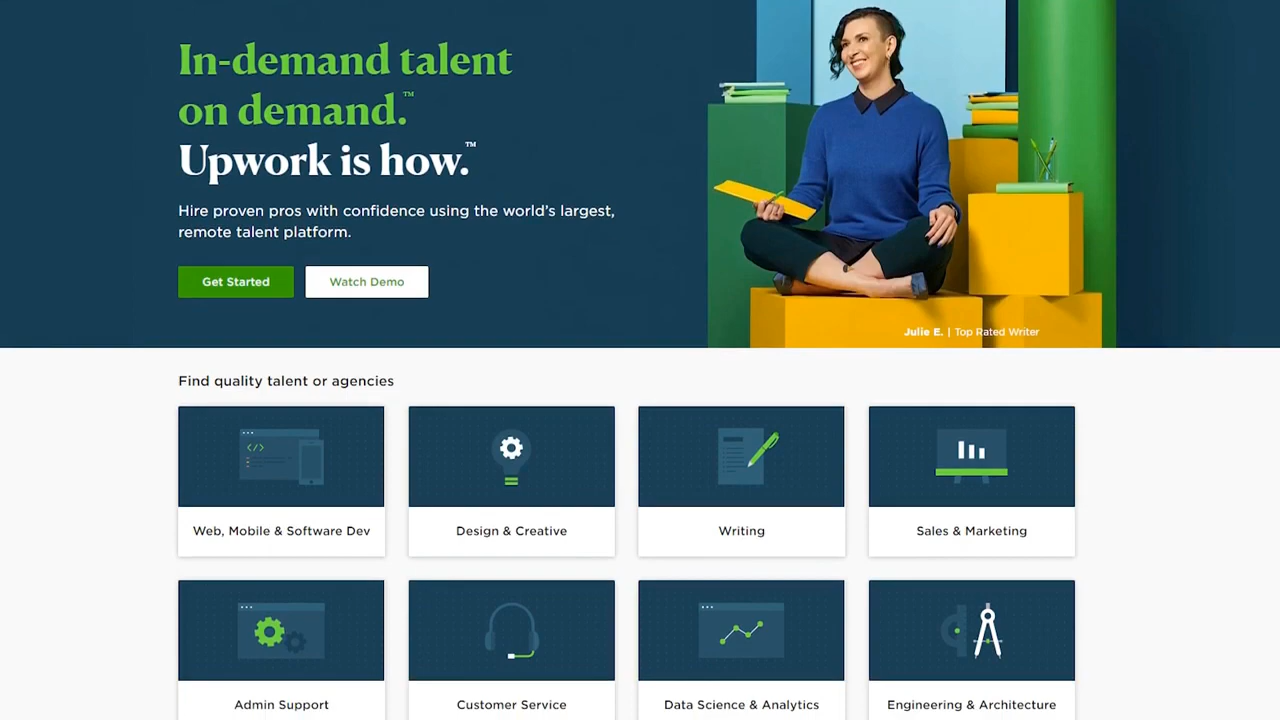 In-demand talent
on demand.™
Upwork is how.™
Hire proven pros with confidence using the world's largest,
remote talent platform.
Get Started
Watch Demo
Julie E. | Top Rated Writer
Find quality talent or agencies
</>
Web, Mobile & Software Dev
Design & Creative
Writing
Sales & Marketing
Admin Support
Customer Service
Data Science & Analytics
Engineering & Architecture